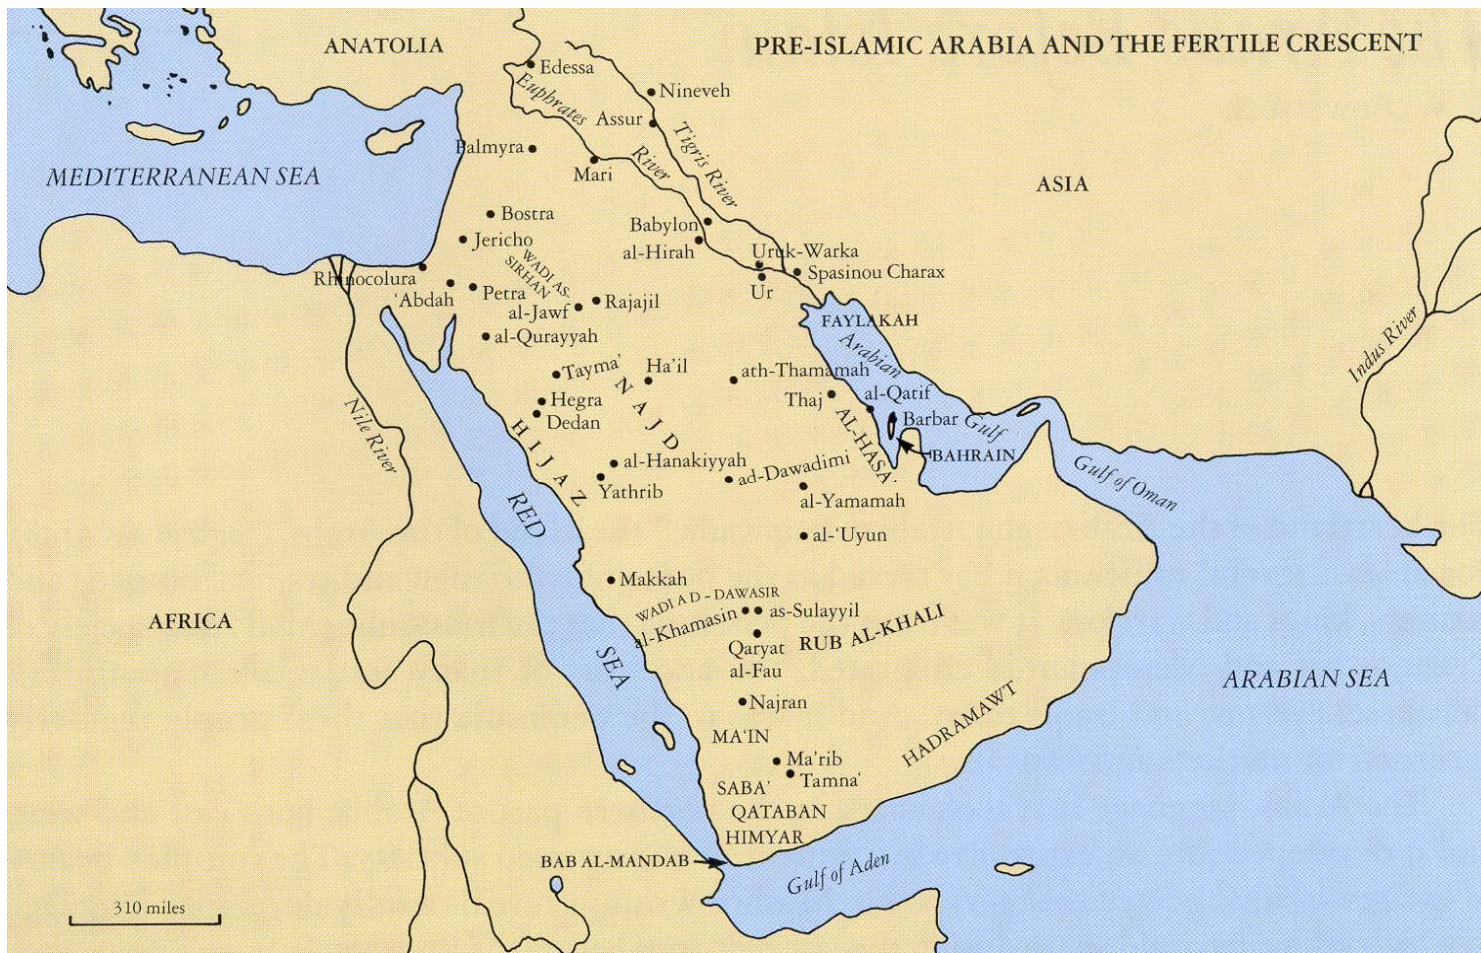 ANATOLIA
PRE-ISLAMIC ARABIA AND THE FERTILE CRESCENT
Edessa
Euphrates
River
Nineveh
Assur
Tigris River
Palmyra
Mari
MEDITERRANEAN SEA
ASIA
Bostra
Jericho
Babylon
al-Hirah
Uruk-Warka
Spasinou Charax
Ur
WADI AS-
SIRHAN
Rhinocolura
'Abdah
Petra
al-Jawf
Rajajil
al-Qurayyah
FAYLAKAH
Arabian
Gulf
Indus River
Tayma'
Ha'il
ath-Thamamah
al-Qatif
Thaj
Hegra
Dedan
NAJD
AL-HASA'
Barbar
BAHRAIN
Nile River
HIJAZ
al-Hanakiyyah
ad-Dawadimi
Yathrib
al-Yamamah
Gulf of Oman
RED
SEA
al-'Uyun
Makkah
WADI AD-DAWASIR
al-Khamasin
as-Sulayyil
AFRICA
Qaryat
al-Fau
RUB AL-KHALI
Najran
ARABIAN SEA
HADRAMAWT
MA'IN
Ma'rib
Tamna'
SABA'
QATABAN
HIMYAR
BAB AL-MANDAB
Gulf of Aden
310 miles